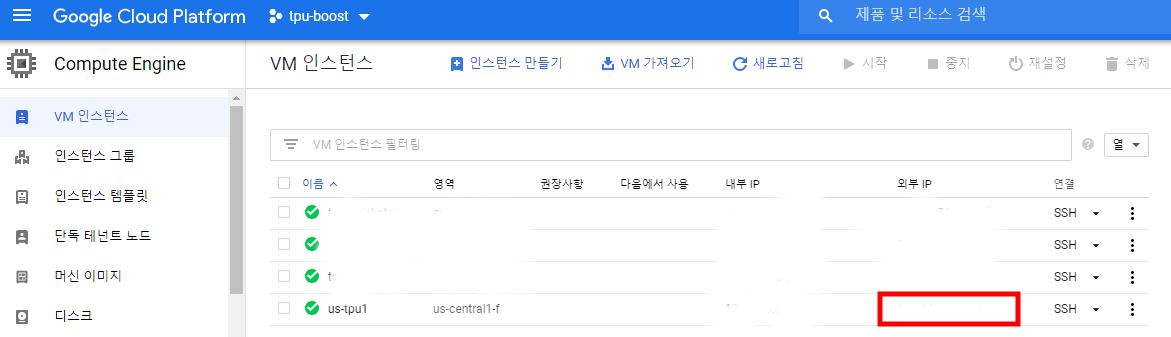 Google Cloud Platform tpu-boost 제품 및 리소스 검색
Compute Engine VM 인스턴스 인스턴스 만들기 VM 가져오기 새로고침 시작 중지 재설정 삭제
VM 인스턴스
인스턴스 그룹
인스턴스 템플릿
단독 테넌트 노드
머신 이미지
디스크
VM 인스턴스 필터링 열
이름 영역 권장사항 다음에서 사용 내부 IP 외부 IP 연결
SSH
SSH
SSH
us-tpu1 us-central1-f SSH